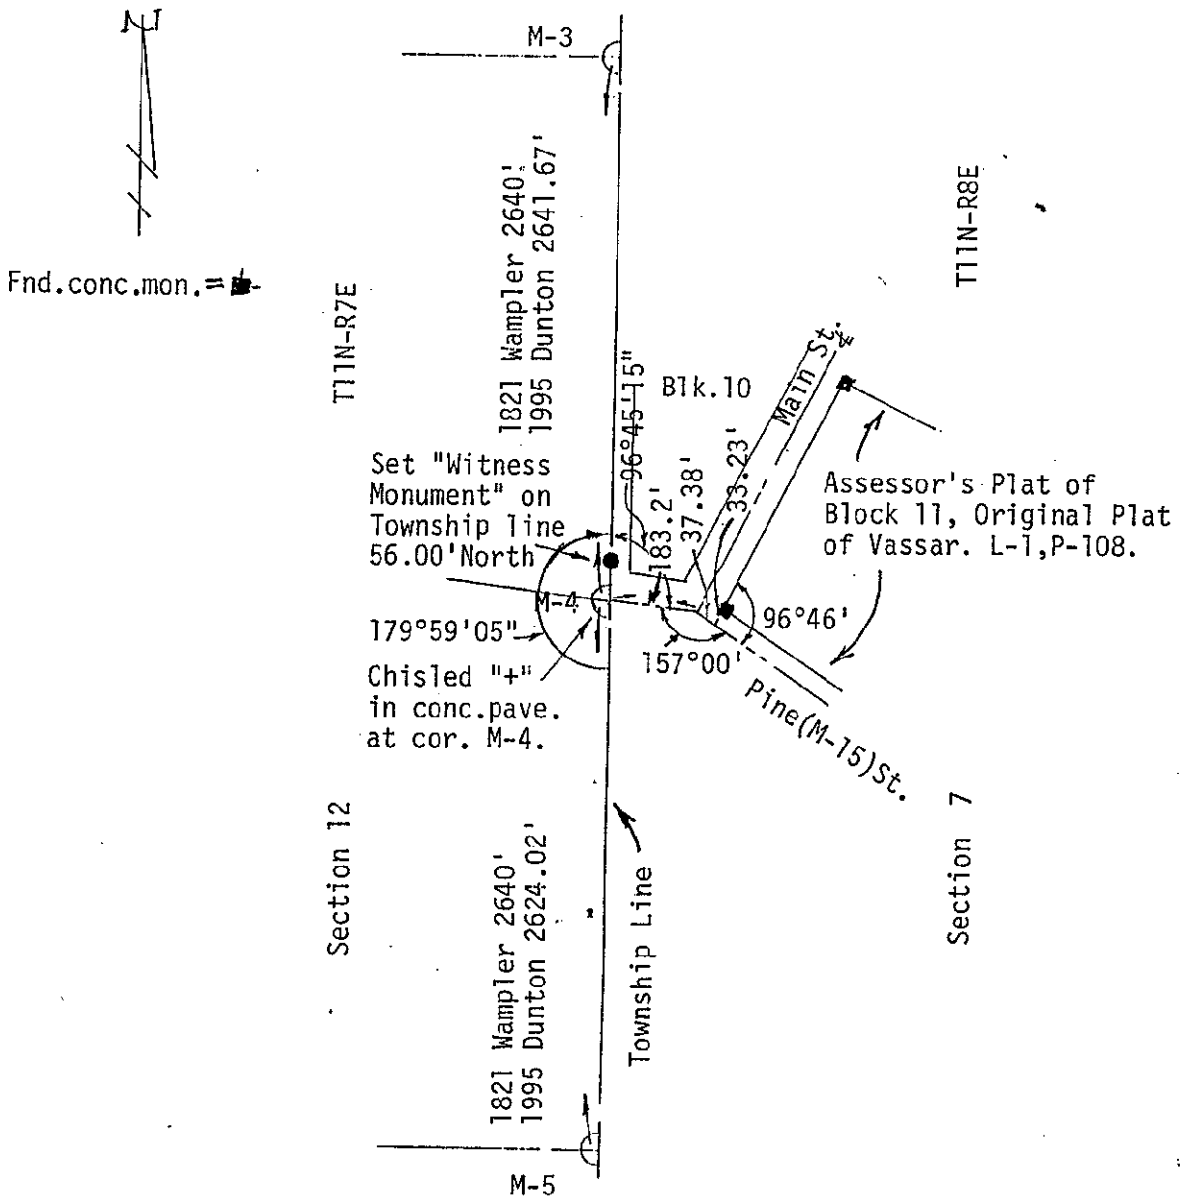 N
M-3
Fnd.conc.mon.=
T11N-R7E
1821 Wampler 2640'
1995 Dunton 2641.67'
T11N-R8E
96°45'15"
Blk.10
Main St.
Set "Witness
Monument" on
Township line
56.00'North
183.2'
37.38'
33.23'
Assessor's Plat of
Block 11, Original Plat
of Vassar. L-1,P-108.
M-4
96°46'
179°59'05"
157°00'
Chisled "+"
in conc.pave.
at cor. M-4.
Pine(M-15)St.
Section 12
1821 Wampler 2640'
1995 Dunton 2624.02'
Township Line
Section 7
M-5